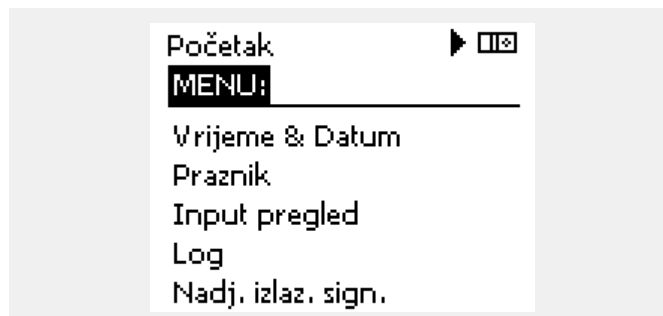 Početak
MENU:
Vrijeme & Datum
Praznik
Input pregled
Log
Nadj. izlaz. sign.